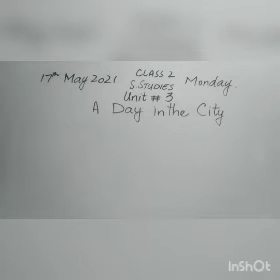 CLASS 2
17th May 2021 S.STUDIES Monday.
Unit # 3
A Day in the City
InShOt